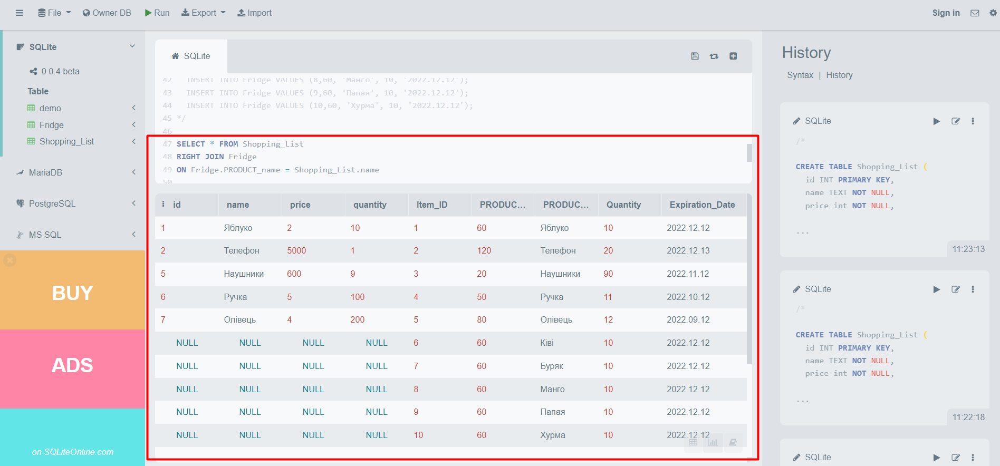 File Owner DB Run Export Import Sign in
SQLite
0.0.4 beta
Table
demo
Fridge
Shopping_List
MariaDB
PostgreSQL
MS SQL
BUY
ADS
on SQLiteOnline.com
SQLite
42 INSERT INTO Fridge VALUES (8,60, 'Манго', 10, '2022.12.12');
43 INSERT INTO Fridge VALUES (9,60, 'Папая', 10, '2022.12.12');
44 INSERT INTO Fridge VALUES (10,60, 'Хурма', 10, '2022.12.12');
45 */
46
47 SELECT * FROM Shopping_List
48 RIGHT JOIN Fridge
49 ON Fridge.PRODUCT_name = Shopping_List.name
50
id name price quantity Item_ID PRODUC... PRODUC... Quantity Expiration_Date
1 Яблуко 2 10 1 60 Яблуко 10 2022.12.12
2 Телефон 5000 1 2 120 Телефон 20 2022.12.13
5 Наушники 600 9 3 20 Наушники 90 2022.11.12
6 Ручка 5 100 4 50 Ручка 11 2022.10.12
7 Олівець 4 200 5 80 Олівець 12 2022.09.12
NULL NULL NULL NULL 6 60 Ківі 10 2022.12.12
NULL NULL NULL NULL 7 60 Буряк 10 2022.12.12
NULL NULL NULL NULL 8 60 Манго 10 2022.12.12
NULL NULL NULL NULL 9 60 Папая 10 2022.12.12
NULL NULL NULL NULL 10 60 Хурма 10 2022.12.12
History
Syntax | History
SQLite
/*
CREATE TABLE Shopping_List (
id INT PRIMARY KEY,
name TEXT NOT NULL,
price int NOT NULL,
...
11:23:13
SQLite
/*
CREATE TABLE Shopping_List (
id INT PRIMARY KEY,
name TEXT NOT NULL,
price int NOT NULL,
...
11:22:18
SQLite